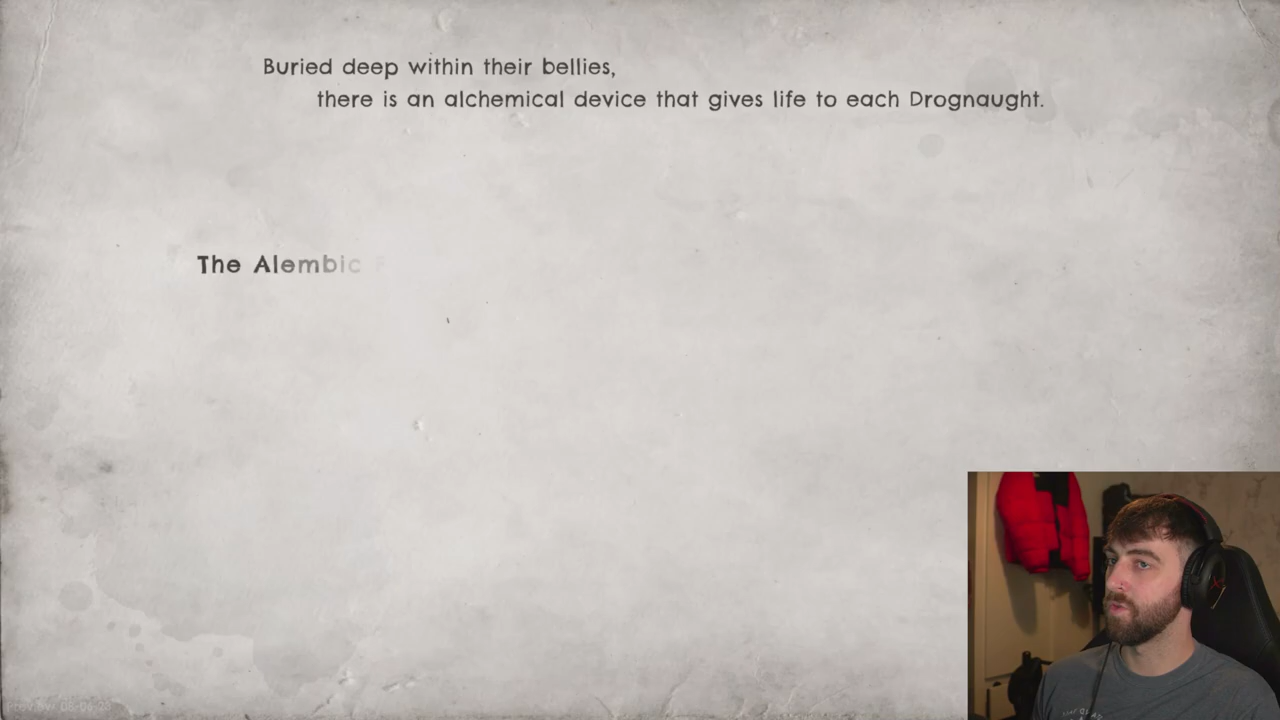 Buried deep within their bellies,
there is an alchemical device that gives life to each Drognaught.
The Alembic